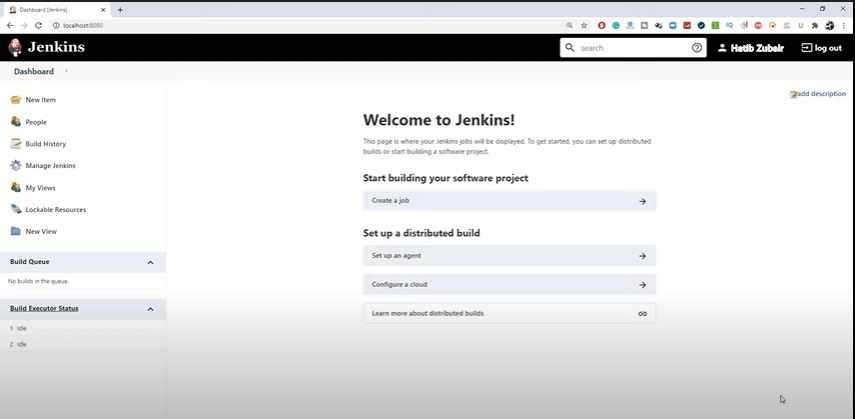 Dashboard [Jenkins]
localhost:8080
Jenkins
search
Hatib Zubair
log out
Dashboard
add description
New Item
People
Build History
Manage Jenkins
My Views
Lockable Resources
New View
Build Queue
No builds in the queue.
Build Executor Status
1 Idle
2 Idle
Welcome to Jenkins!
This page is where your Jenkins jobs will be displayed. To get started, you can set up distributed
builds or start building a software project.
Start building your software project
Create a job
Set up a distributed build
Set up an agent
Configure a cloud
Learn more about distributed builds